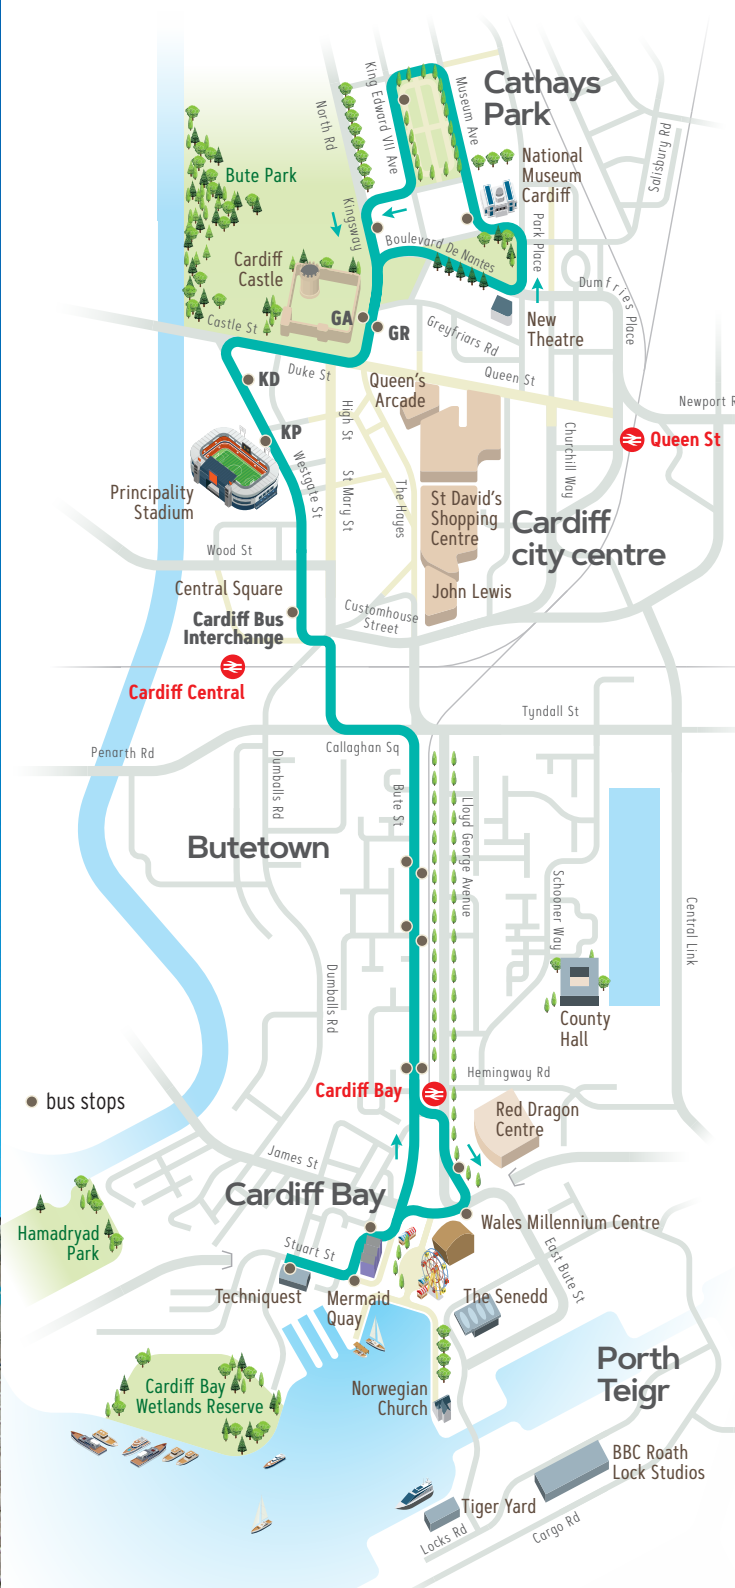 Cathays
Park
King Edward VII Ave
Museum Ave
North Rd
Salisbury Rd
National
Museum
Cardiff
Bute Park
Kingsway
Park Place
Boulevard De Nantes
Cardiff
Castle
Dumfries Place
GA
GR
Castle St
New
Theatre
Greyfriars Rd
Duke St
KD
Queen's
Arcade
Queen St
Newport R
High St
KP
Churchill Way
Queen St
Westgate St
St Mary St
The Hayes
Principality
Stadium
St David's
Shopping
Centre
Cardiff
city centre
Wood St
Central Square
John Lewis
Cardiff Bus
Interchange
Customhouse
Street
Cardiff Central
Tyndall St
Penarth Rd
Callaghan Sq
Dumballs Rd
Bute St
Lloyd George Avenue
Butetown
Schooner Way
Central Link
Dumballs Rd
County
Hall
Hemingway Rd
Cardiff Bay
bus stops
Red Dragon
Centre
James St
Cardiff Bay
Wales Millennium Centre
Hamadryad
Park
Stuart St
East Bute St
Techniquest
Mermaid
Quay
The Senedd
Porth
Teigr
Cardiff Bay
Wetlands Reserve
Norwegian
Church
BBC Roath
Lock Studios
Tiger Yard
Locks Rd
Cargo Rd